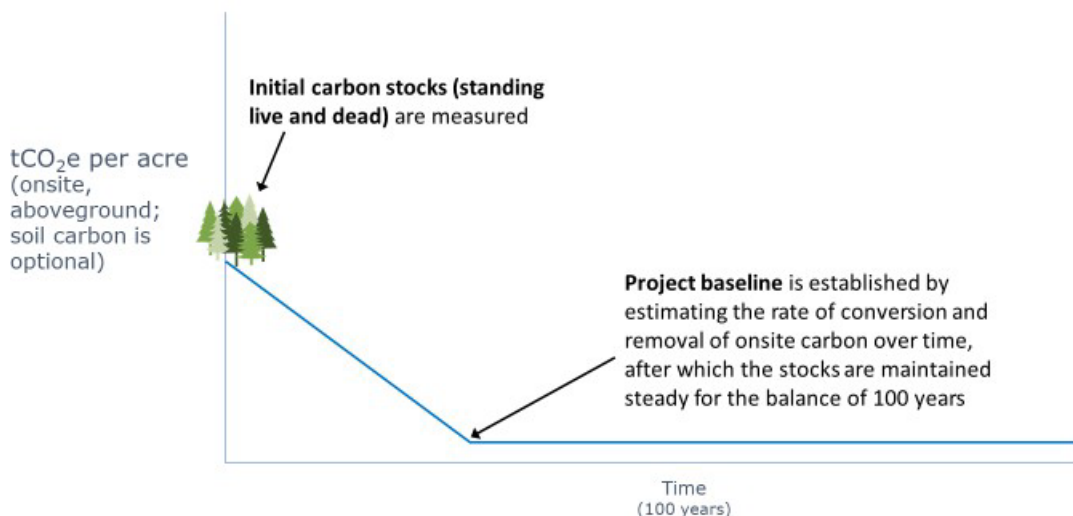 Initial carbon stocks (standing
live and dead) are measured
tCO₂e per acre
(onsite,
aboveground;
soil carbon is
optional)
Project baseline is established by
estimating the rate of conversion and
removal of onsite carbon over time,
after which the stocks are maintained
steady for the balance of 100 years
Time
(100 years)